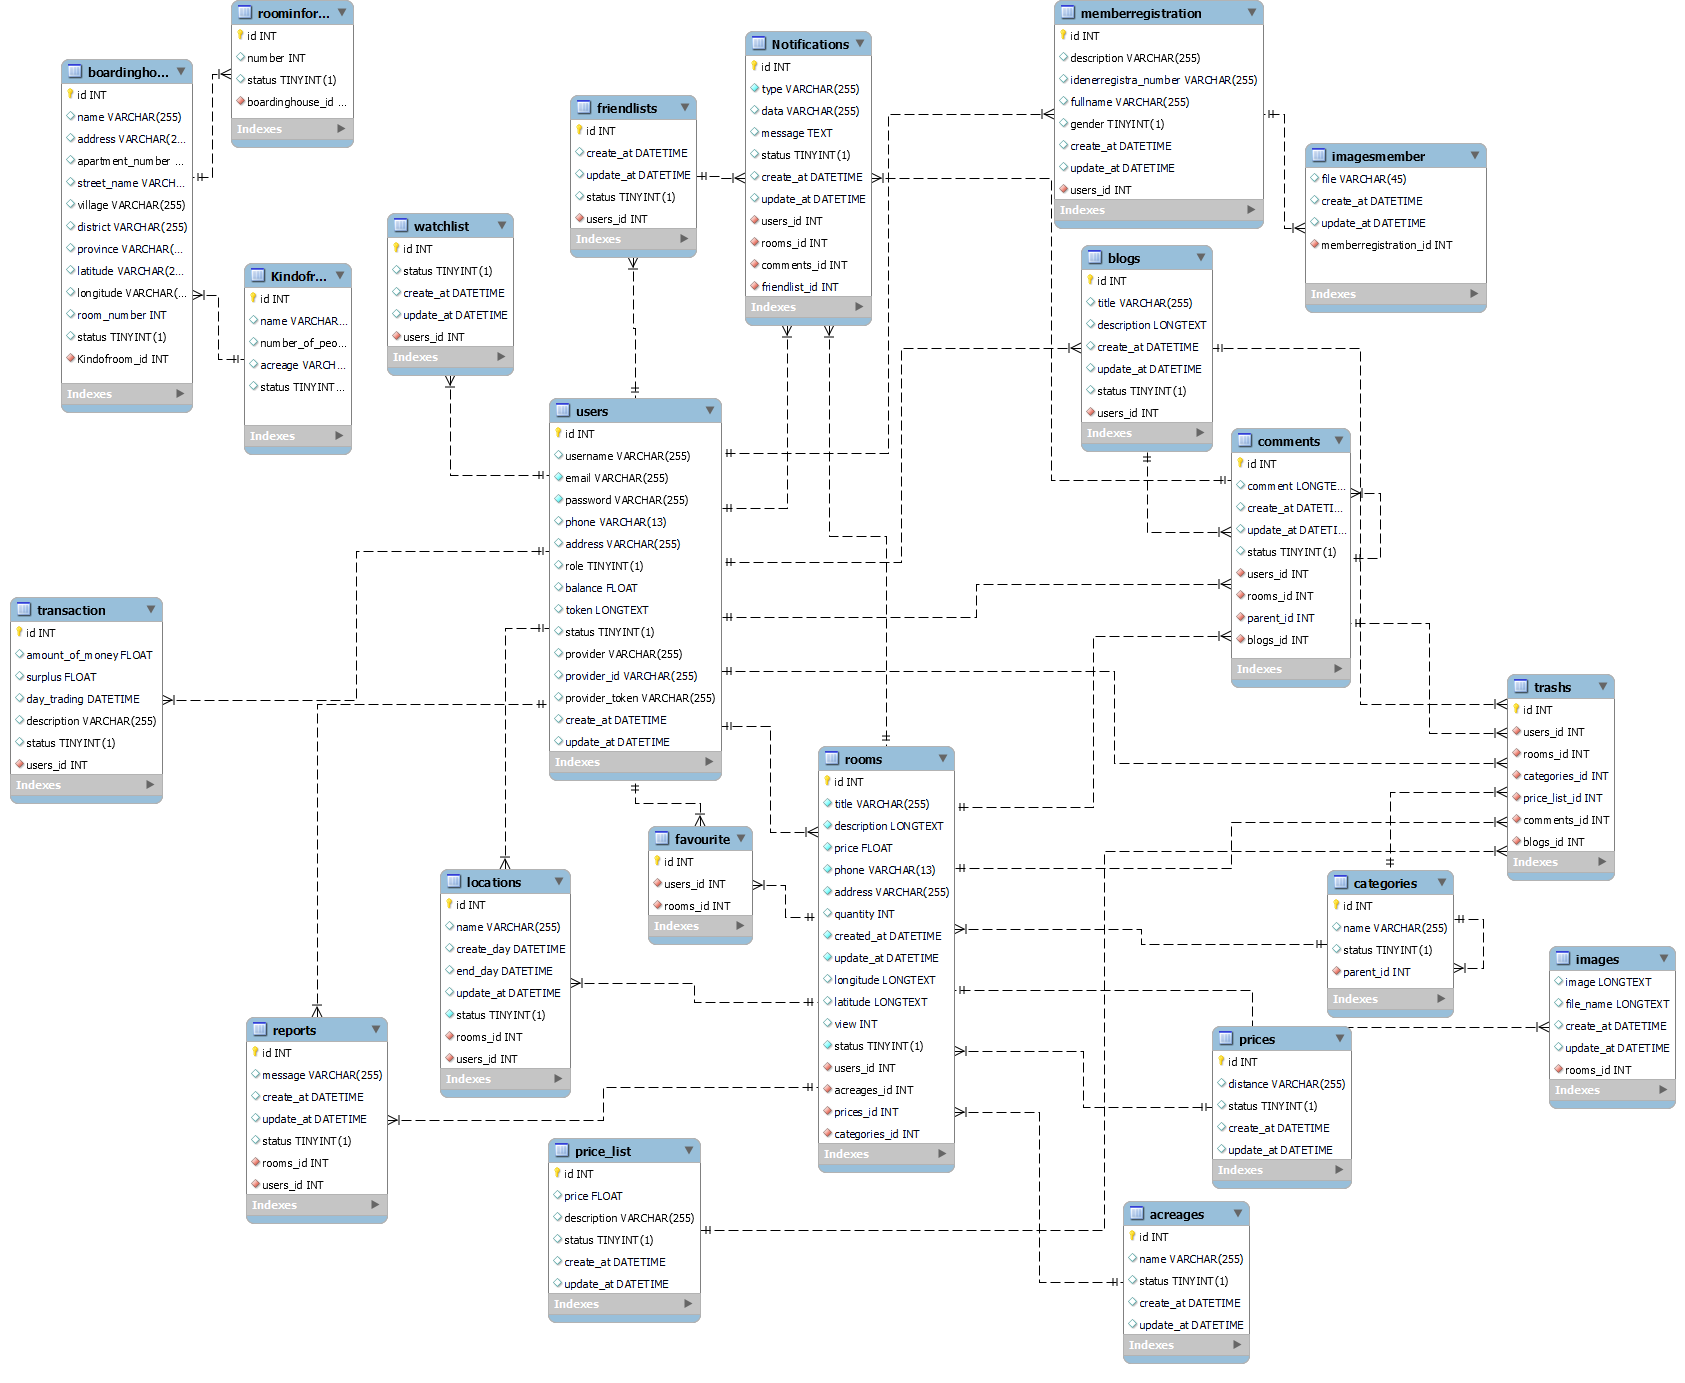 roominfor...
id INT
number INT
status TINYINT(1)
boardinghouse_id ...
Indexes
boardingho...
id INT
name VARCHAR(255)
address VARCHAR(2...
apartment_number ...
street_name VARCH...
village VARCHAR(255)
district VARCHAR(255)
province VARCHAR(...
latitude VARCHAR(2...
longitude VARCHAR(...
room_number INT
status TINYINT(1)
Kindofroom_id INT
Indexes
Kindofr...
id INT
name VARCHAR...
number_of_peo...
acreage VARCH...
status TINYINT...
Indexes
watchlist
id INT
status TINYINT(1)
create_at DATETIME
update_at DATETIME
users_id INT
Indexes
friendlists
id INT
create_at DATETIME
update_at DATETIME
status TINYINT(1)
users_id INT
Indexes
Notifications
id INT
type VARCHAR(255)
data VARCHAR(255)
message TEXT
status TINYINT(1)
create_at DATETIME
update_at DATETIME
users_id INT
rooms_id INT
comments_id INT
friendlist_id INT
Indexes
memberregistration
id INT
description VARCHAR(255)
idenerregistra_number VARCHAR(255)
fullname VARCHAR(255)
gender TINYINT(1)
create_at DATETIME
update_at DATETIME
users_id INT
Indexes
imagesmember
file VARCHAR(45)
create_at DATETIME
update_at DATETIME
memberregistration_id INT
Indexes
blogs
id INT
title VARCHAR(255)
description LONGTEXT
create_at DATETIME
update_at DATETIME
status TINYINT(1)
users_id INT
Indexes
comments
id INT
comment LONGTE...
create_at DATETI...
update_at DATETI...
status TINYINT(1)
users_id INT
rooms_id INT
parent_id INT
blogs_id INT
Indexes
users
id INT
username VARCHAR(255)
email VARCHAR(255)
password VARCHAR(255)
phone VARCHAR(13)
address VARCHAR(255)
role TINYINT(1)
balance FLOAT
token LONGTEXT
status TINYINT(1)
provider VARCHAR(255)
provider_id VARCHAR(255)
provider_token VARCHAR(255)
create_at DATETIME
update_at DATETIME
Indexes
transaction
id INT
amount_of_money FLOAT
surplus FLOAT
day_trading DATETIME
description VARCHAR(255)
status TINYINT(1)
users_id INT
Indexes
trashs
id INT
users_id INT
rooms_id INT
categories_id INT
price_list_id INT
comments_id INT
blogs_id INT
Indexes
rooms
id INT
title VARCHAR(255)
description LONGTEXT
price FLOAT
phone VARCHAR(13)
address VARCHAR(255)
quantity INT
created_at DATETIME
update_at DATETIME
longitude LONGTEXT
latitude LONGTEXT
view INT
status TINYINT(1)
users_id INT
acreages_id INT
prices_id INT
categories_id INT
Indexes
favourite
id INT
users_id INT
rooms_id INT
Indexes
locations
id INT
name VARCHAR(255)
create_day DATETIME
end_day DATETIME
update_at DATETIME
status TINYINT(1)
rooms_id INT
users_id INT
Indexes
categories
id INT
name VARCHAR(255)
status TINYINT(1)
parent_id INT
Indexes
images
image LONGTEXT
file_name LONGTEXT
create_at DATETIME
update_at DATETIME
rooms_id INT
Indexes
reports
id INT
message VARCHAR(255)
create_at DATETIME
update_at DATETIME
status TINYINT(1)
rooms_id INT
users_id INT
Indexes
prices
id INT
distance VARCHAR(255)
status TINYINT(1)
create_at DATETIME
update_at DATETIME
Indexes
price_list
id INT
price FLOAT
description VARCHAR(255)
status TINYINT(1)
create_at DATETIME
update_at DATETIME
Indexes
acreages
id INT
name VARCHAR(255)
status TINYINT(1)
create_at DATETIME
update_at DATETIME
Indexes